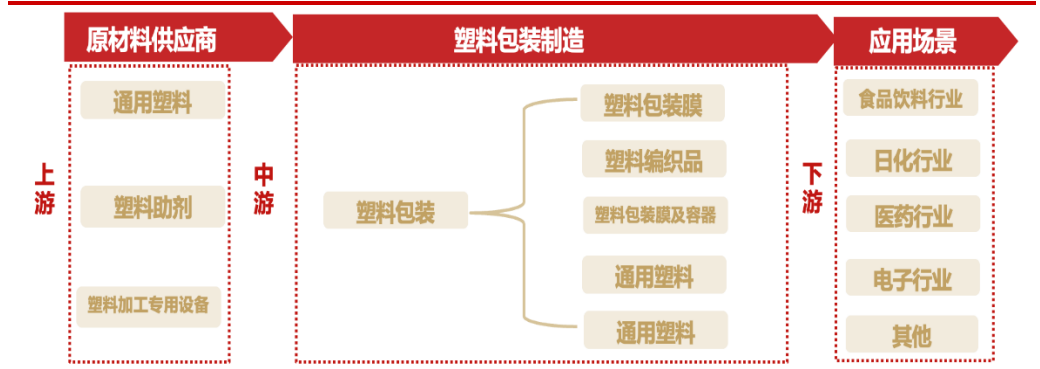 原材料供应商
塑料包装制造
应用场景
上游
通用塑料
塑料助剂
塑料加工专用设备
中游
塑料包装
塑料包装膜
塑料编织品
塑料包装膜及容器
通用塑料
通用塑料
下游
食品饮料行业
日化行业
医药行业
电子行业
其他